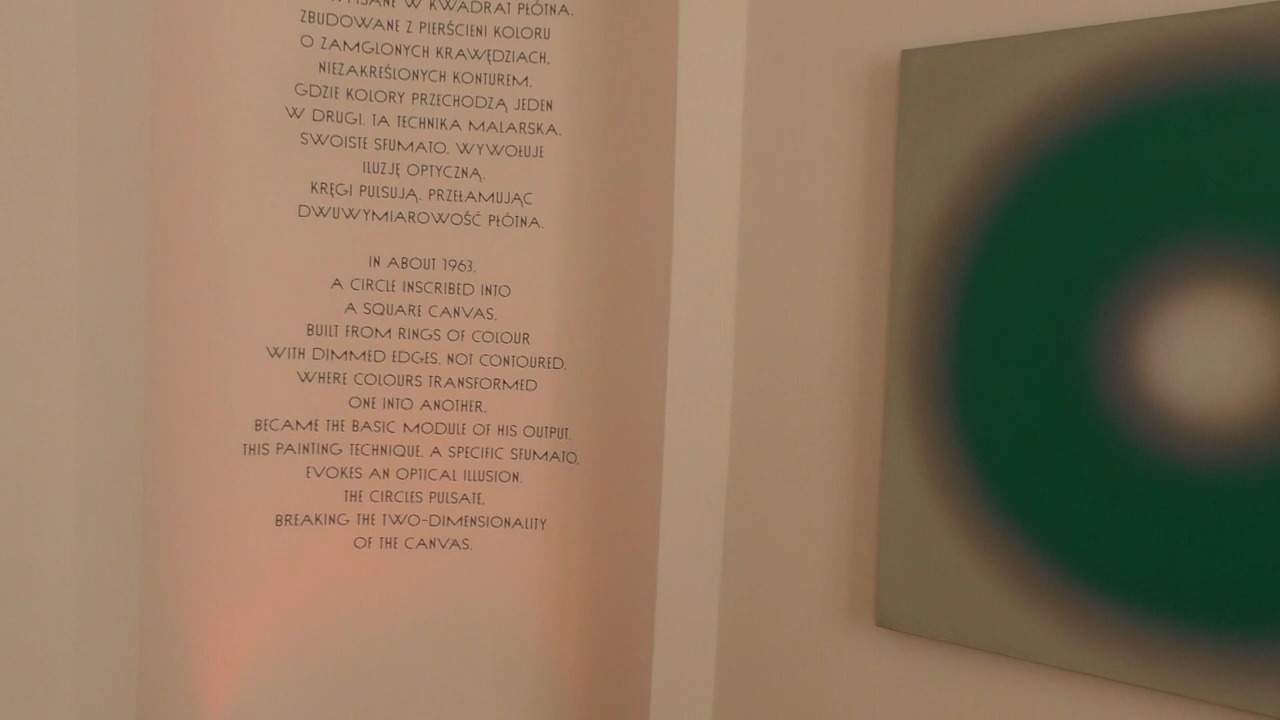 WPISANE W KWADRAT PŁÓTNA,
ZBUDOWANE Z PIERŚCIENI KOLORU
O ZAMGLONYCH KRAWĘDZIACH,
NIEZAKREŚLONYCH KONTUREM,
GDZIE KOLORY PRZECHODZĄ JEDEN
W DRUGI. TA TECHNIKA MALARSKA,
SWOISTE SFUMATO, WYWOŁUJE
ILUZJĘ OPTYCZNĄ.
KRĘGI PULSUJĄ, PRZEŁAMUJĄC
DWUWYMIAROWOŚĆ PŁÓTNA.
IN ABOUT 1963,
A CIRCLE INSCRIBED INTO
A SQUARE CANVAS,
BUILT FROM RINGS OF COLOUR
WITH DIMMED EDGES, NOT CONTOURED,
WHERE COLOURS TRANSFORMED
ONE INTO ANOTHER,
BECAME THE BASIC MODULE OF HIS OUTPUT.
THIS PAINTING TECHNIQUE, A SPECIFIC SFUMATO,
EVOKES AN OPTICAL ILLUSION.
THE CIRCLES PULSATE,
BREAKING THE TWO-DIMENSIONALITY
OF THE CANVAS.